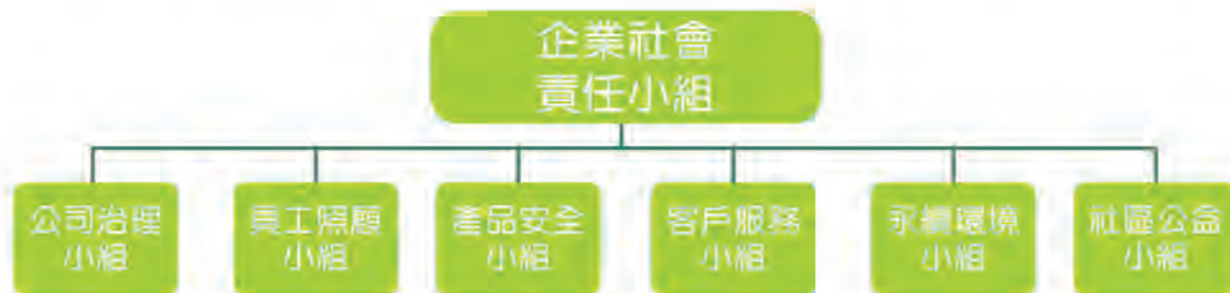 企業社會
責任小組
公司治理
小組
員工照顧
小組
產品安全
小組
客戶服務
小組
永續環境
小組
社區公益
小組